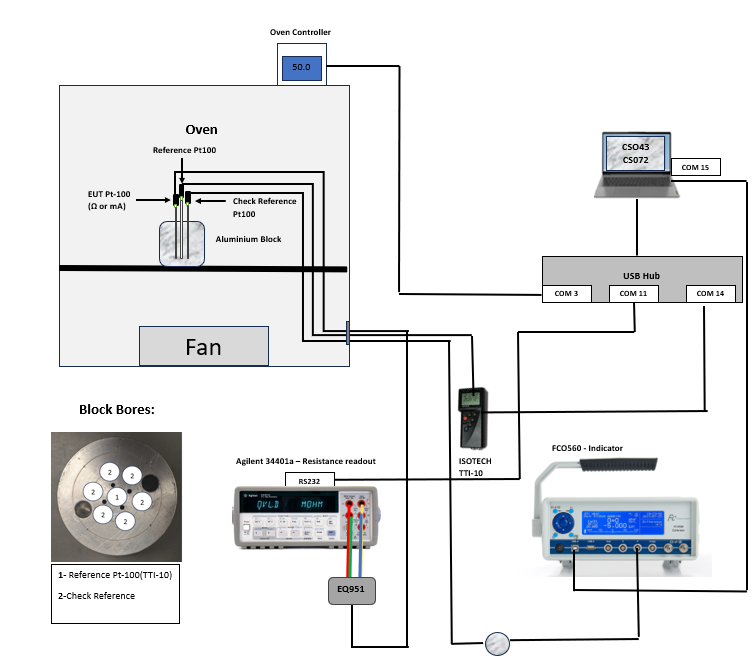 Oven Controller
50.0
Oven
Reference Pt100
EUT Pt-100
(Ω or mA)
Check Reference
Pt100
Aluminium Block
Fan
CSO43
CS072
COM 15
USB Hub
COM 3
COM 11
COM 14
Block Bores:
2
2
2
1
2
2
2
2
1- Reference Pt-100(TTI-10)
2-Check Reference
ISOTECH
TTI-10
Agilent 34401a – Resistance readout
RS232
Agilent
OVLD
MOHM
EQ951
FCO560 - Indicator